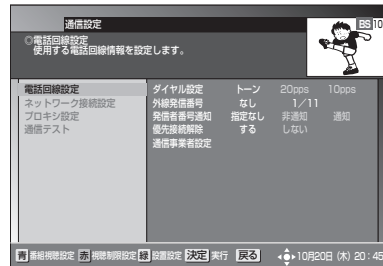 通信設定
BS 10
◎電話回線設定
使用する電話回線情報を設定します。
電話回線設定
ネットワーク接続設定
プロキシ設定
通信テスト
ダイヤル設定 トーン 20pps 10pps
外線発信番号 なし 1/11
発信者番号通知 指定なし 非通知 通知
優先接続解除 する しない
通信事業者設定
青 番組視聴設定 赤 視聴制限設定 緑 設置設定 決定 実行 戻る 10月20日 (木) 20:45